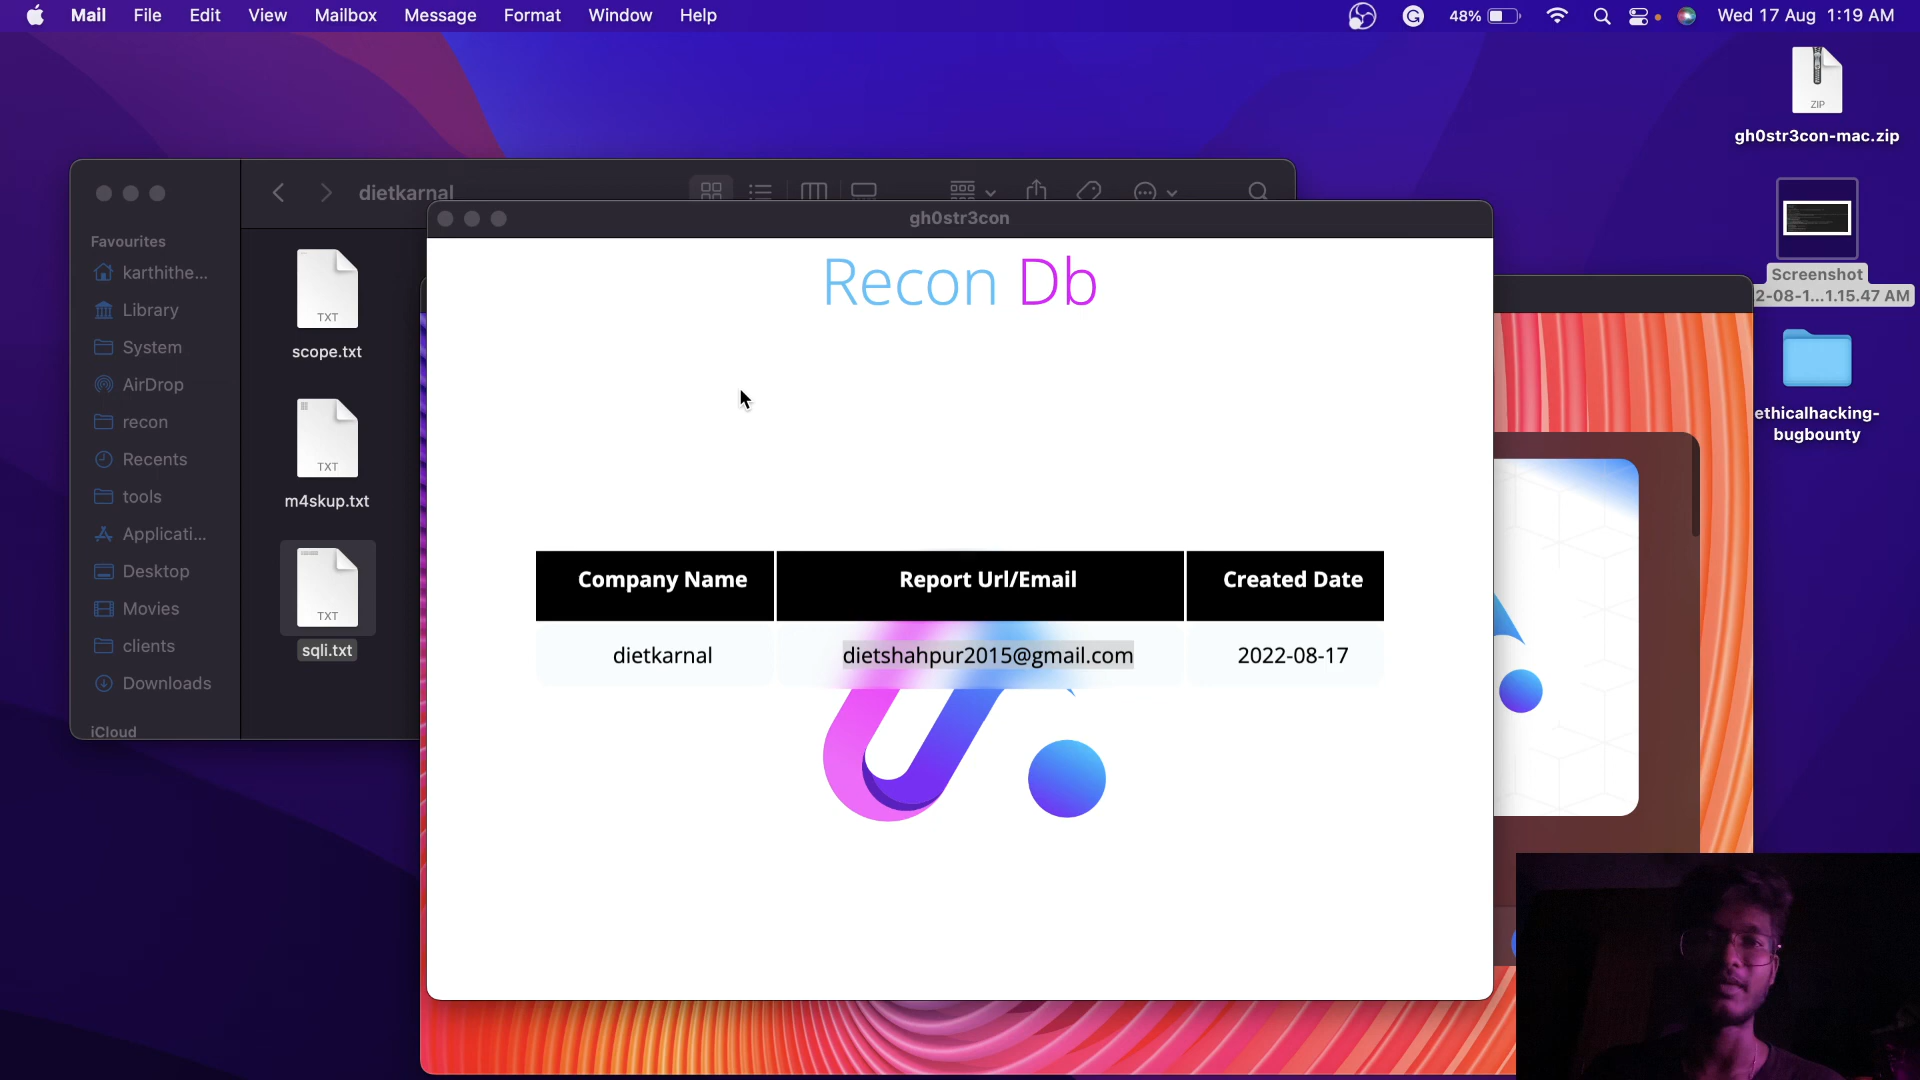 Mail File Edit View Mailbox Message Format Window Help
48% Wed 17 Aug 1:19 AM
ZIP
gh0str3con-mac.zip
Screenshot
2-08-1...1.15.47 AM
ethicalhacking-
bugbounty
dietkarnal
Favourites
karthithe...
Library
System
AirDrop
recon
Recents
tools
Applicati...
Desktop
Movies
clients
Downloads
iCloud
TXT
scope.txt
TXT
m4skup.txt
TXT
sqli.txt
gh0str3con
Recon Db
Company Name Report Url/Email Created Date
dietkarnal dietshahpur2015@gmail.com 2022-08-17